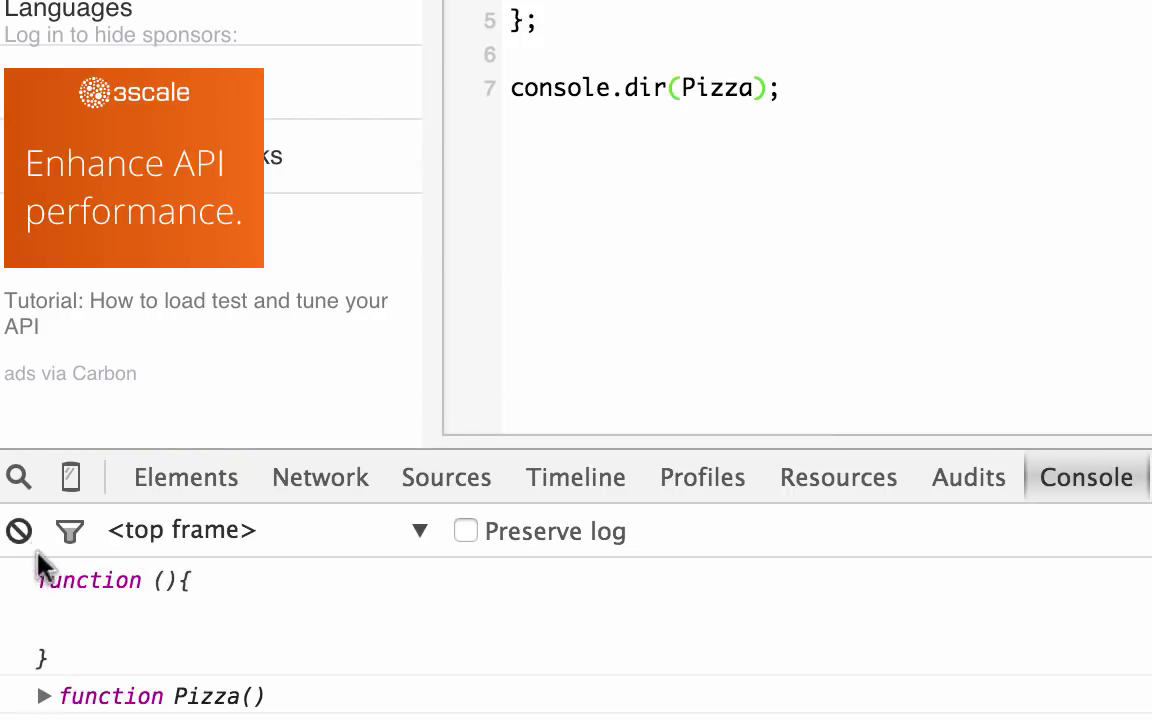 Languages
Log in to hide sponsors:
3scale
Enhance API
performance.
ks
Tutorial: How to load test and tune your
API
ads via Carbon
5 };
6
7 console.dir(Pizza);
Elements Network Sources Timeline Profiles Resources Audits Console
<top frame> ▼ Preserve log
function (){
}
▶ function Pizza()